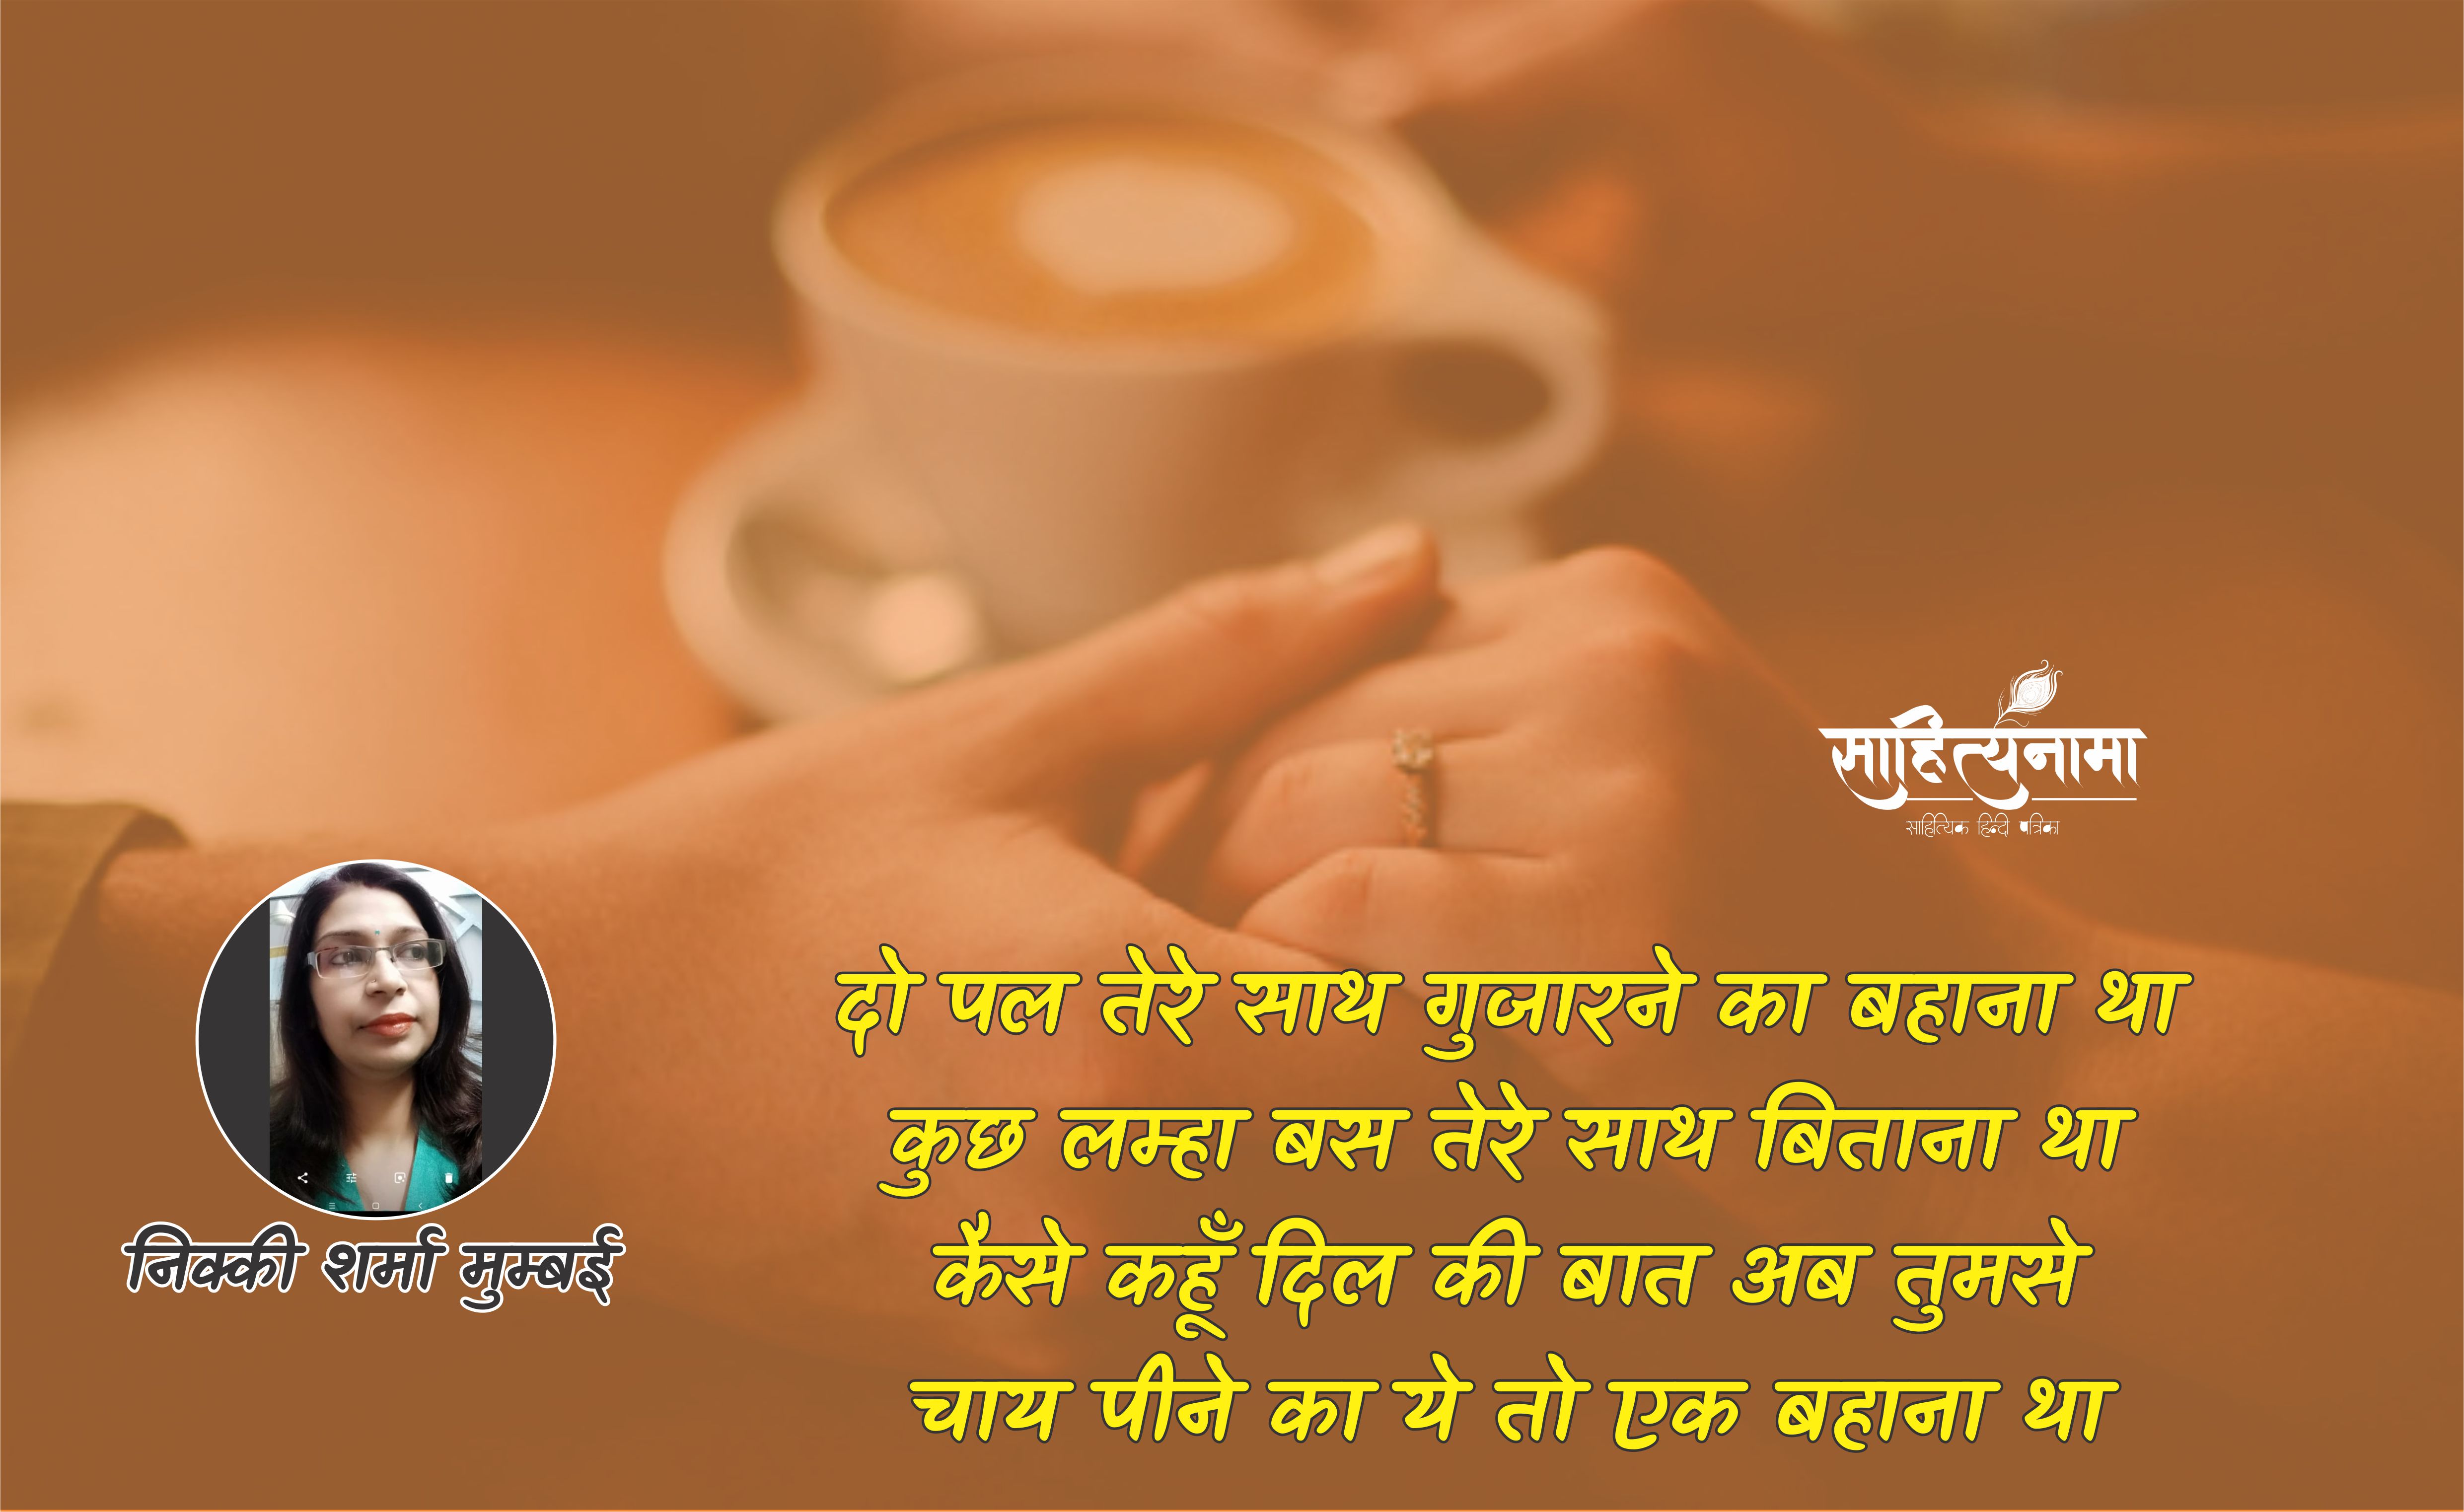 साहित्यनामा
साहित्यिक हिन्दी पत्रिका
दो पल तेरे साथ गुजारने का बहाना था
कुछ लम्हा बस तेरे साथ बिताना था
कैसे कहूँ दिल की बात अब तुमसे
चाय पीने का ये तो एक बहाना था
निक्की शर्मा मुम्बई